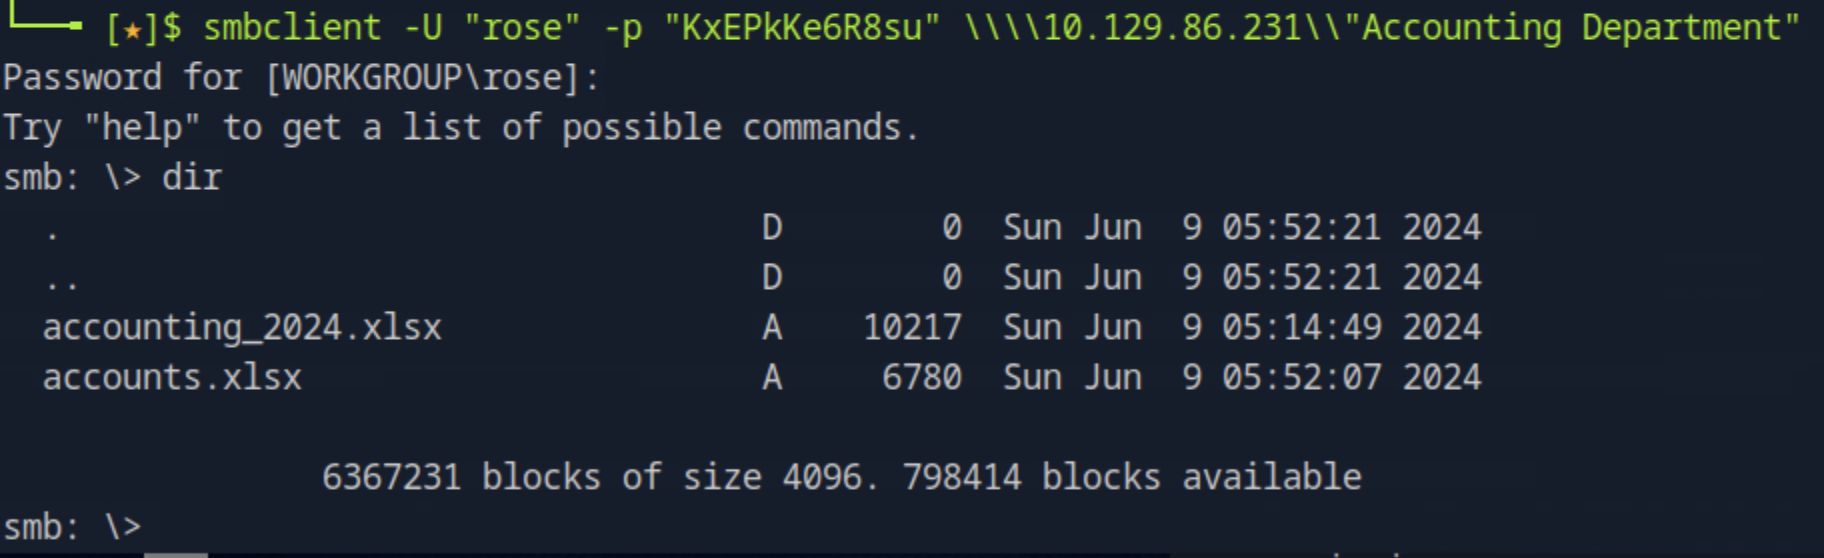 └──╼ [★]$ smbclient -U "rose" -p "KxEPkKe6R8su" \\\\10.129.86.231\\"Accounting Department"
Password for [WORKGROUP\rose]:
Try "help" to get a list of possible commands.
smb: \> dir
  .                                   D        0  Sun Jun  9 05:52:21 2024
  ..                                  D        0  Sun Jun  9 05:52:21 2024
  accounting_2024.xlsx                A    10217  Sun Jun  9 05:14:49 2024
  accounts.xlsx                       A     6780  Sun Jun  9 05:52:07 2024
                6367231 blocks of size 4096. 798414 blocks available
smb: \>